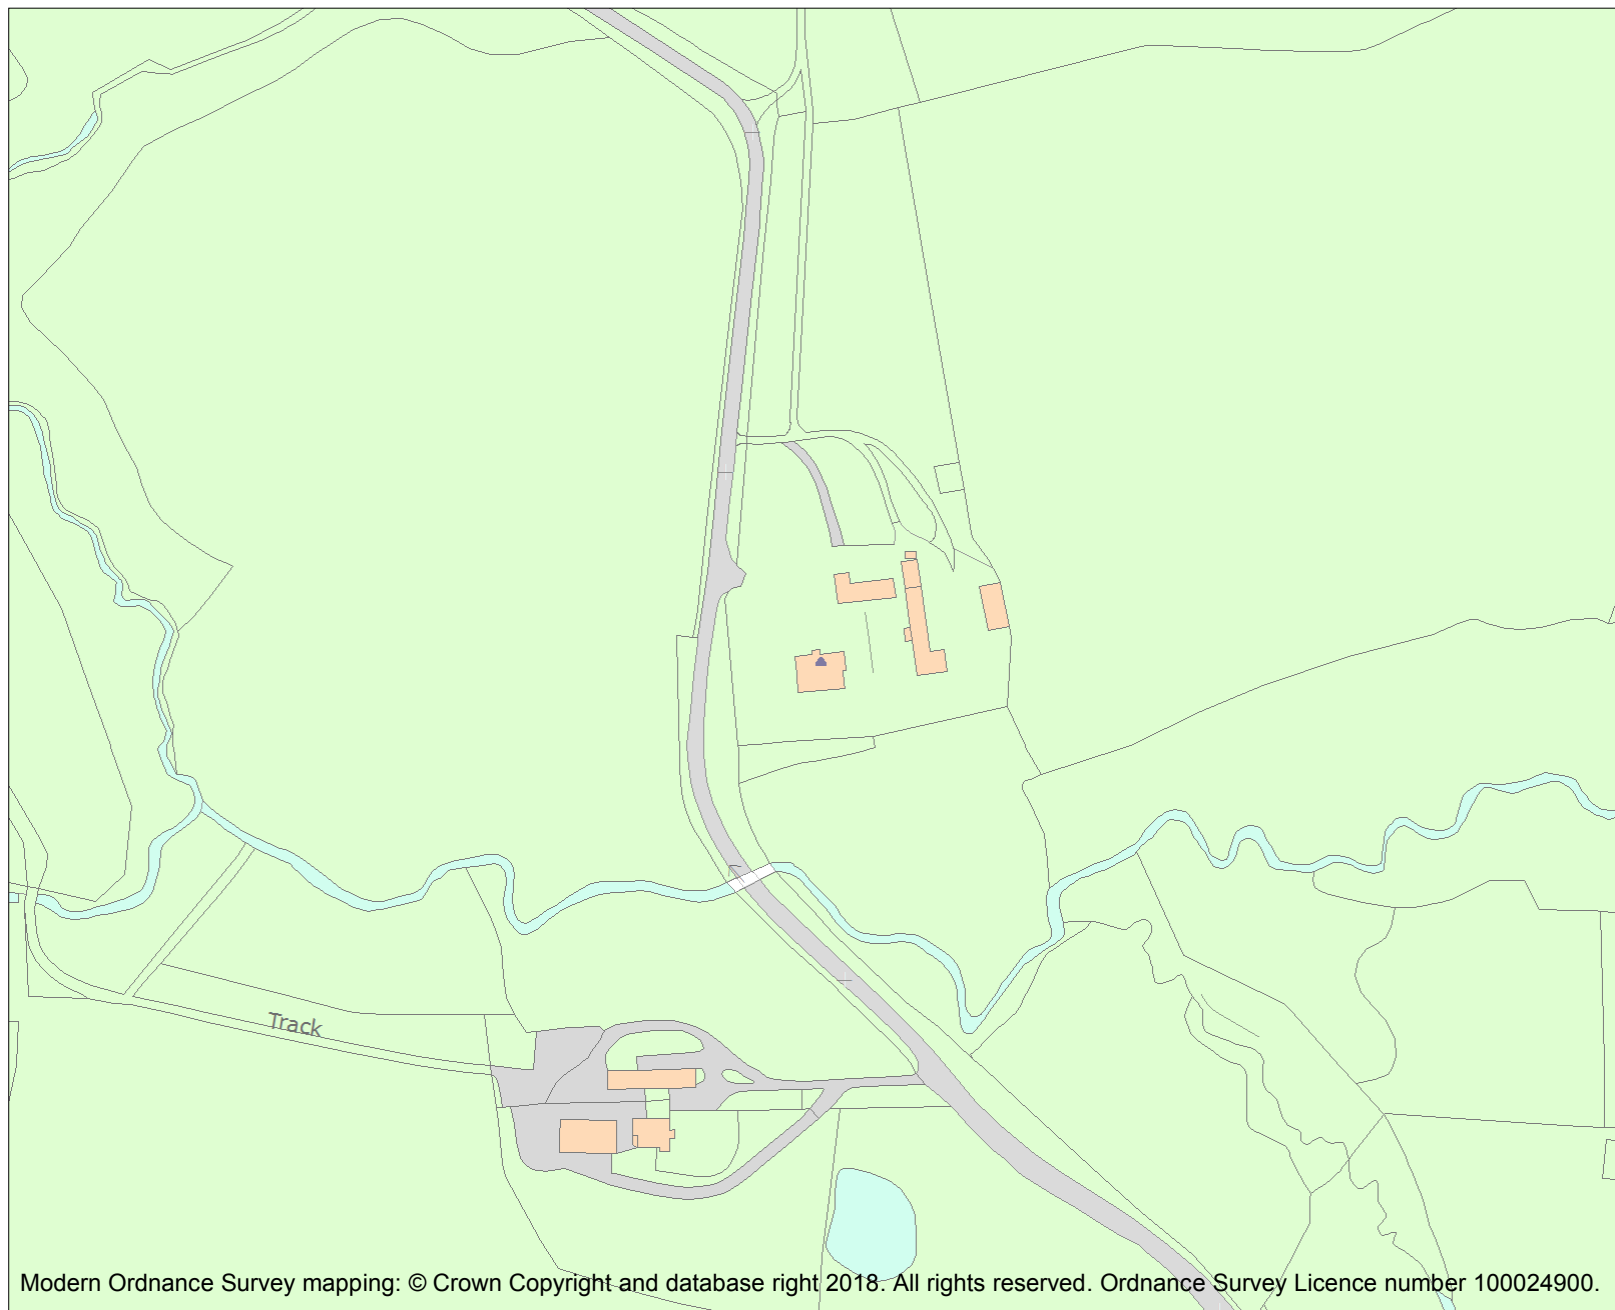 Track
Modern Ordnance Survey mapping: © Crown Copyright and database right 2018. All rights reserved. Ordnance Survey Licence number 100024900.